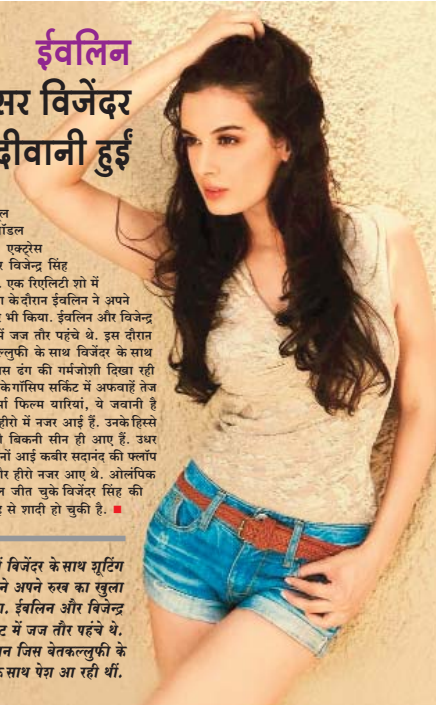 ईवलिन
सर विजेंदर
दीवानी हुईं
ल
ॉडल
एक्ट्रेस
र विजेन्द्र सिंह
. एक रिएलिटी शो में
ा के दौरान ईवलिन ने अपने
भी किया. ईवलिन और विजेन्द्र
में जज तौर पहुंचे थे. इस दौरान
ल्लुफी के साथ विजेंदर के साथ
स ढंग की गर्मजोशी दिखा रही
के गॉसिप सर्किट में अफवाहें तेज
र्मा फिल्म यारियां, ये जवानी है
हीरो में नजर आई हैं. उनके हिस्से
ी बिकनी सीन ही आए हैं. उधर
नों आई कबीर सदानंद की फ्लॉप
ौर हीरो नजर आए थे. ओलंपिक
ल जीत चुके विजेंदर सिंह की
ह से शादी हो चुकी है.
में विजेंदर के साथ शूटिंग
ने अपने रुख का खुला
ा. ईवलिन और विजेन्द्र
ट में जज तौर पहुंचे थे.
न जिस बेतकल्लुफी के
के साथ पेश आ रही थीं.